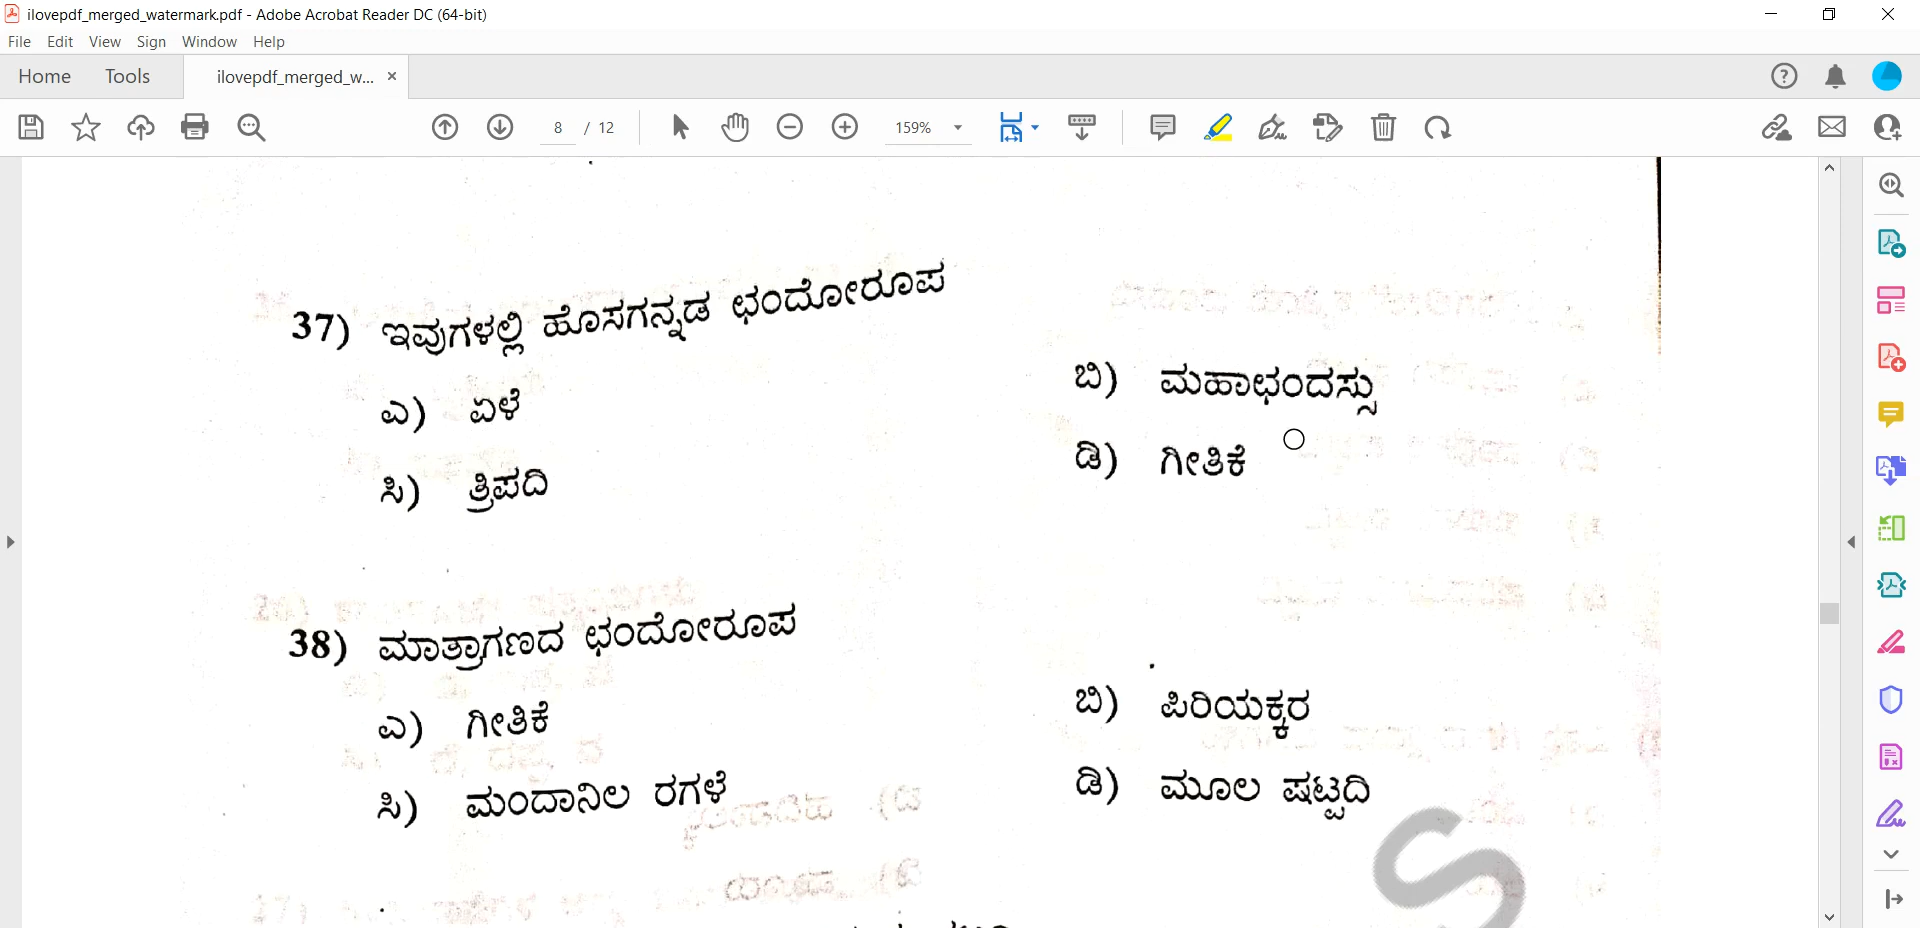 ilovepdf_merged_watermark.pdf - Adobe Acrobat Reader DC (64-bit)
File Edit View Sign Window Help
Home Tools ilovepdf_merged_w... ×
8 / 12 159%
37) ಇವುಗಳಲ್ಲಿ ಹೊಸಗನ್ನಡ ಛಂದೋರೂಪ
ಎ) ಏಳೆ
ಬಿ) ಮಹಾಛಂದಸ್ಸು
ಸಿ) ತ್ರಿಪದಿ
ಡಿ) ಗೀತಿಕೆ
38) ಮಾತ್ರಾಗಣದ ಛಂದೋರೂಪ
ಎ) ಗೀತಿಕೆ
ಬಿ) ಪಿರಿಯಕ್ಕರ
ಸಿ) ಮಂದಾನಿಲ ರಗಳೆ
ಡಿ) ಮೂಲ ಷಟ್ಪದಿ
S